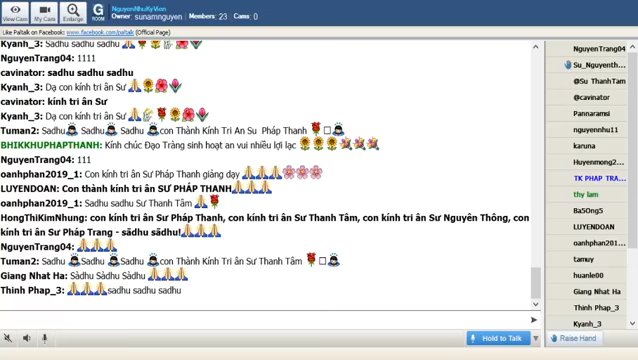 NguyenNhuKyVien
Owner: sunamnguyen | Members: 23 | Cams: 0
View Cam
My Cam
Enlarge
G
ROOM
Like Paltalk on Facebook: www.facebook.com/paltalk (Official Page)
Kyanh_3: Sadhu sadhu sadhu
NguyenTrang04: 1111
cavinator: sadhu sadhu sadhu
Kyanh_3: Dạ con kính tri ân Sư
cavinator: kính tri ân Sư
Kyanh_3: Dạ con kính tri ân Sư
Tuman2: Sadhu Sadhu Sadhu con Thành Kính Tri An Su Pháp Thanh
BHIKKHUPHAPTHANH: Kính chúc Đạo Tràng sinh hoạt an vui nhiều lợi lạc
NguyenTrang04: 111
oanhphan2019_1: Con kính tri ân Sư Pháp Thanh giảng dạy
LUYENDOAN: Con thành kính tri ân SƯ PHÁP THANH
oanhphan2019_1: Sadhu sadhu Sư Thanh Tâm
HongThiKimNhung: con kính tri ân Sư Pháp Thanh, con kính tri ân Sư Thanh Tâm, con kính tri ân Sư Nguyên Thông, con
kính tri ân Sư Pháp Trang - sādhu sādhu!
NguyenTrang04:
Tuman2: Sadhu Sadhu Sadhu con Thành Kính Tri Ân Sư Thanh Tâm
Giang Nhat Ha: Sàdhu Sàdhu Sàdhu
Thinh Phap_3: sadhu sadhu sadhu
Hold to Talk
NguyenTrang04
Su_Nguyenth...
@Su ThanhTam
@cavinator
Pannaramsi
nguyennhu11
karuna
Huyenmong2...
TK PHAP TRA...
thy lam
Ba5Ong5
LUYENDOAN
oanhphan201...
tamuy
huanle00
Giang Nhat Ha
Thinh Phap_3
Kyanh_3
Raise Hand